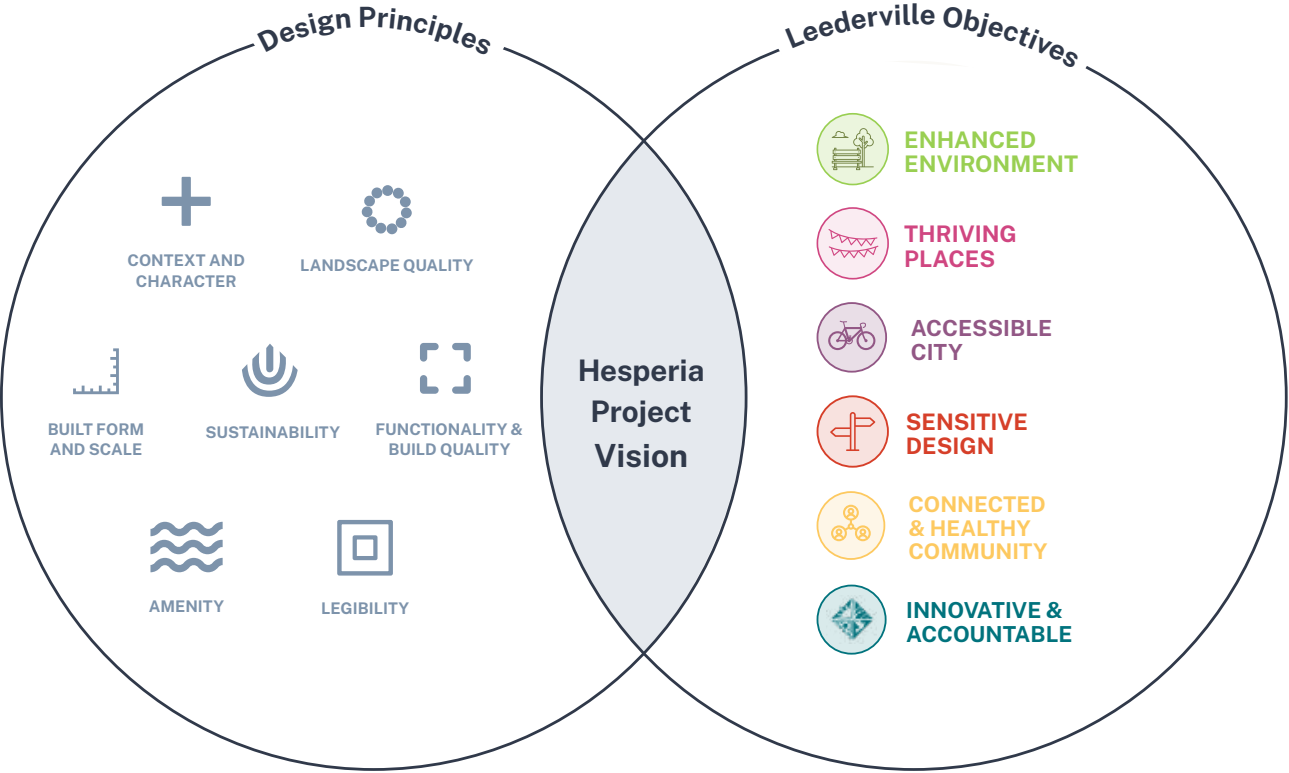 Design Principles
Leederville Objectives
CONTEXT AND
CHARACTER
LANDSCAPE QUALITY
BUILT FORM
AND SCALE
SUSTAINABILITY
FUNCTIONALITY &
BUILD QUALITY
AMENITY
LEGIBILITY
Hesperia
Project
Vision
ENHANCED
ENVIRONMENT
THRIVING
PLACES
ACCESSIBLE
CITY
SENSITIVE
DESIGN
CONNECTED
& HEALTHY
COMMUNITY
INNOVATIVE &
ACCOUNTABLE